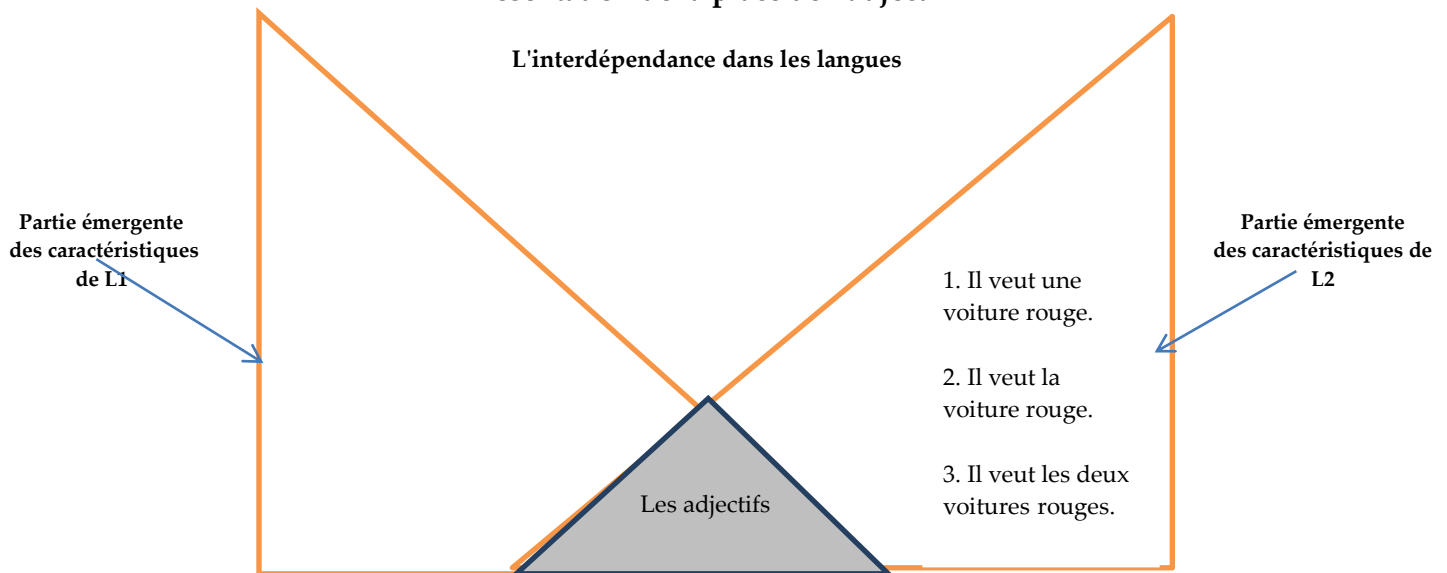 L'interdépendance dans les langues
Partie émergente
des caractéristiques
de L1
Partie émergente
des caractéristiques de
L2
1. Il veut une
voiture rouge.
2. Il veut la
voiture rouge.
3. Il veut les deux
voitures rouges.
Les adjectifs